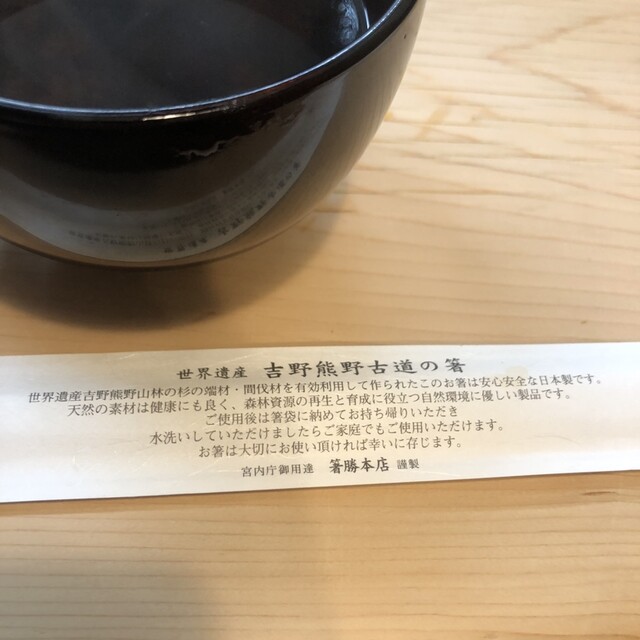 世界遺産 吉野熊野古道の箸
世界遺産吉野熊野山林の杉の端材・間伐材を有効利用して作られたこのお箸は安心安全な日本製です。
天然の素材は健康にも良く、森林資源の再生と育成に役立つ自然環境に優しい製品です。
ご使用後は箸袋に納めてお持ち帰りいただき
水洗いしていただけましたらご家庭でもご使用いただけます。
お箸は大切にお使い頂ければ幸いに存じます。
宮内庁御用達 箸勝本店 謹製